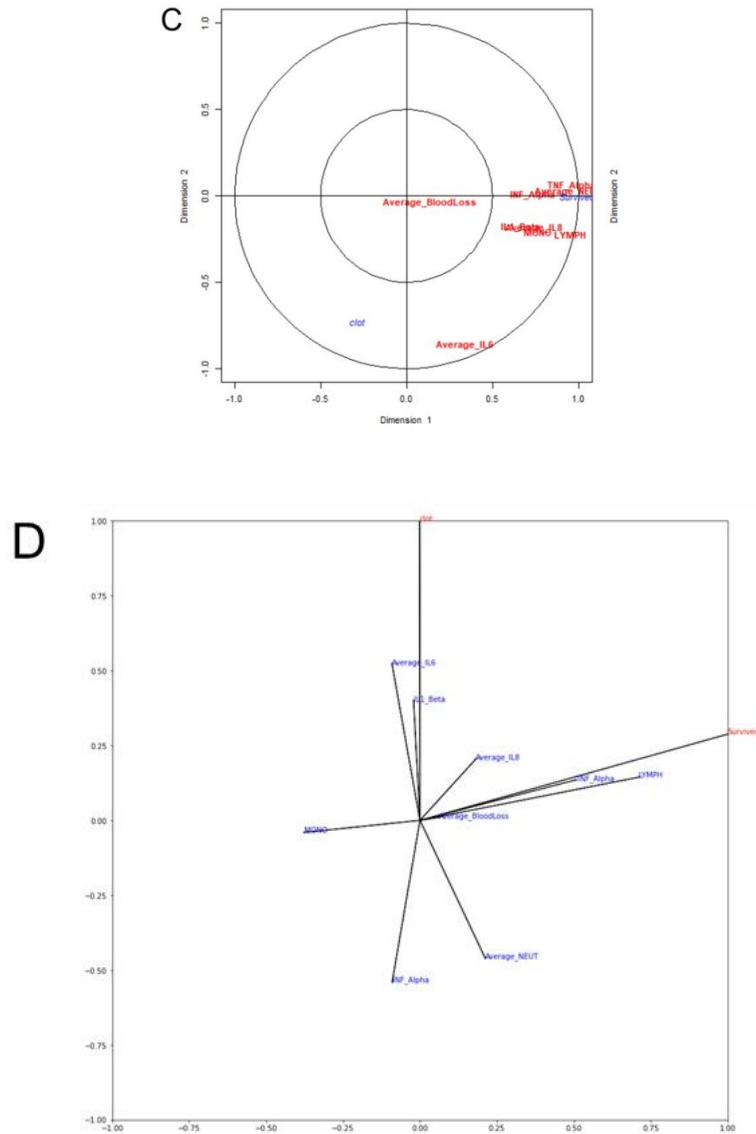 C
1.0
0.5
0.0
-0.5
-1.0
Dimension 2
Dimension 2
TNF_Alpha
Average_NEU
INF_Alpha
Survived
Average_BloodLoss
IL1_Beta
Average_IL8
MONO
LYMPH
clot
Average_IL6
-1.0 -0.5 0.0 0.5 1.0
Dimension 1
D
1.00
0.75
0.50
0.25
0.00
−0.25
−0.50
−0.75
−1.00
clot
Average_IL6
IL1_Beta
Survived
Average_IL8
LYMPH
Average_BloodLoss
MONO
Average_NEUT
INF_Alpha
−1.00 −0.75 −0.50 −0.25 0.00 0.25 0.50 0.75 1.00